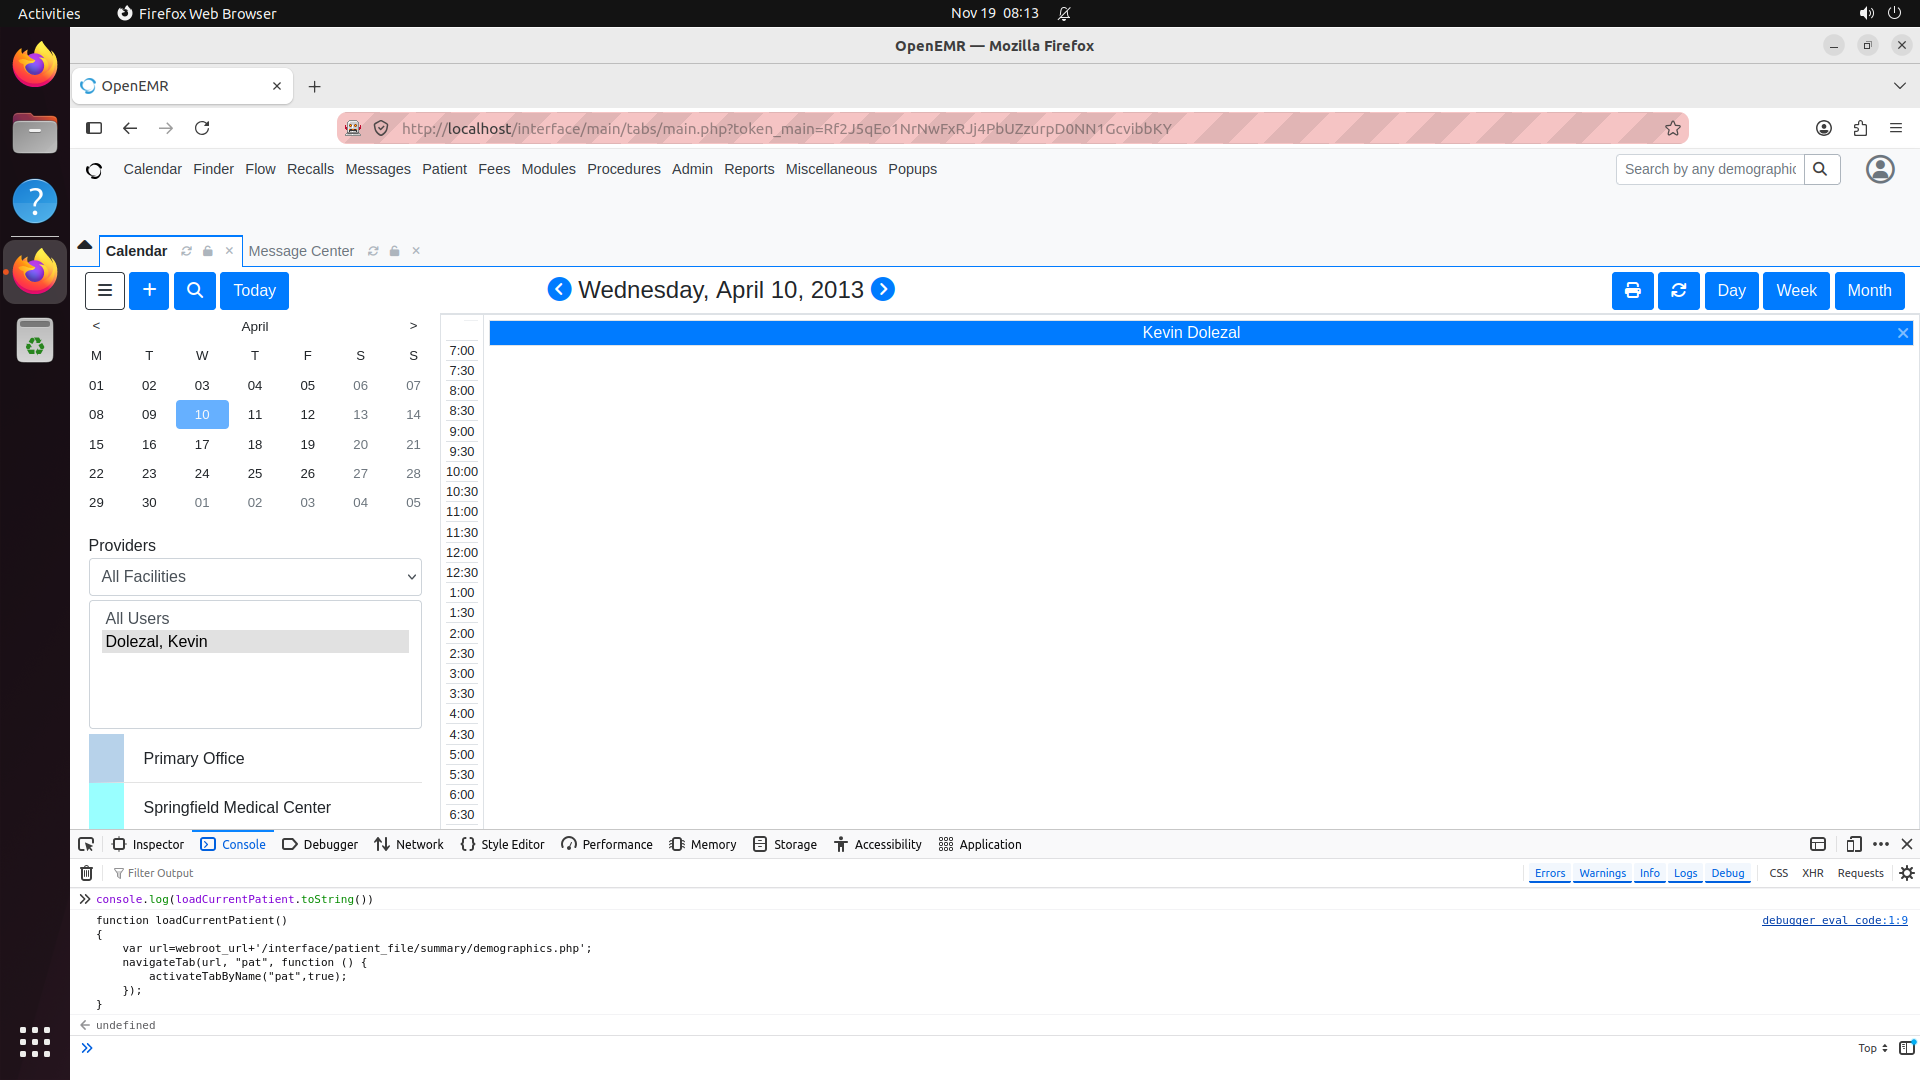 Activities
Firefox Web Browser
Nov 19 08:13
OpenEMR — Mozilla Firefox
OpenEMR
http://localhost/interface/main/tabs/main.php?token_main=Rf2J5qEo1NrNwFxRJj4PbUZzurpD0NN1GcvibbKY
Calendar Finder Flow Recalls Messages Patient Fees Modules Procedures Admin Reports Miscellaneous Popups
Search by any demographic
Calendar
Message Center
Today
Wednesday, April 10, 2013
Day
Week
Month
< April >
M T W T F S S
01 02 03 04 05 06 07
08 09 10 11 12 13 14
15 16 17 18 19 20 21
22 23 24 25 26 27 28
29 30 01 02 03 04 05
Providers
All Facilities
All Users
Dolezal, Kevin
Primary Office
Springfield Medical Center
Kevin Dolezal
7:00
7:30
8:00
8:30
9:00
9:30
10:00
10:30
11:00
11:30
12:00
12:30
1:00
1:30
2:00
2:30
3:00
3:30
4:00
4:30
5:00
5:30
6:00
6:30
Inspector Console Debugger Network Style Editor Performance Memory Storage Accessibility Application
Filter Output
Errors Warnings Info Logs Debug CSS XHR Requests
console.log(loadCurrentPatient.toString())
function loadCurrentPatient() debugger eval code:1:9
{
    var url=webroot_url+'/interface/patient_file/summary/demographics.php';
    navigateTab(url, "pat", function () {
        activateTabByName("pat",true);
    });
}
undefined
Top